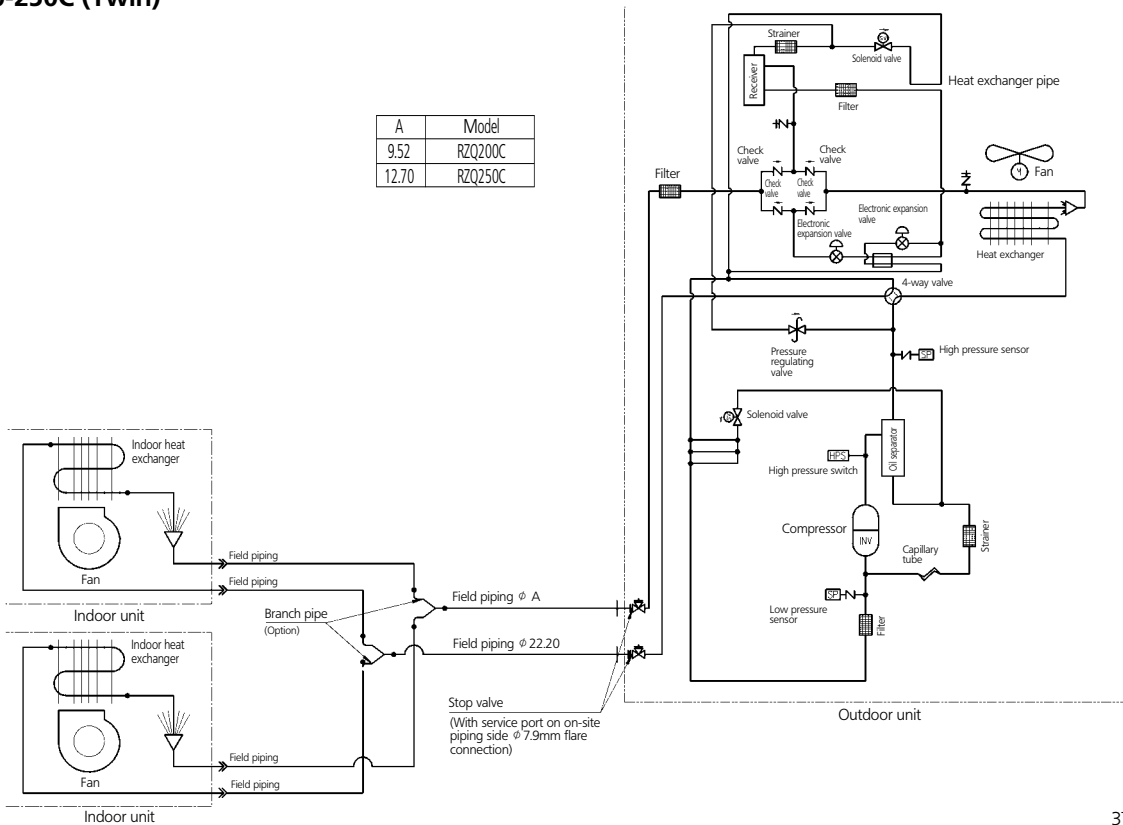 -250C (Twin)
A Model
9.52 RZQ200C
12.70 RZQ250C
Strainer
Solenoid valve
Receiver
Heat exchanger pipe
Filter
Check
valve
Check
valve
Check
valve
Check
valve
Filter
Fan
Electronic expansion
valve
Electronic
expansion valve
Heat exchanger
4-way valve
Pressure
regulating
valve
SP
High pressure sensor
Solenoid valve
Oil separator
HPS
High pressure switch
Compressor
INV
Strainer
Capillary
tube
SP
Low pressure
sensor
Filter
Outdoor unit
Indoor heat
exchanger
Fan
Field piping
Field piping
Indoor unit
Branch pipe
(Option)
Field piping ϕ A
Field piping ϕ 22.20
Indoor heat
exchanger
Fan
Field piping
Field piping
Indoor unit
Stop valve
(With service port on on-site
piping side ϕ 7.9mm flare
connection)